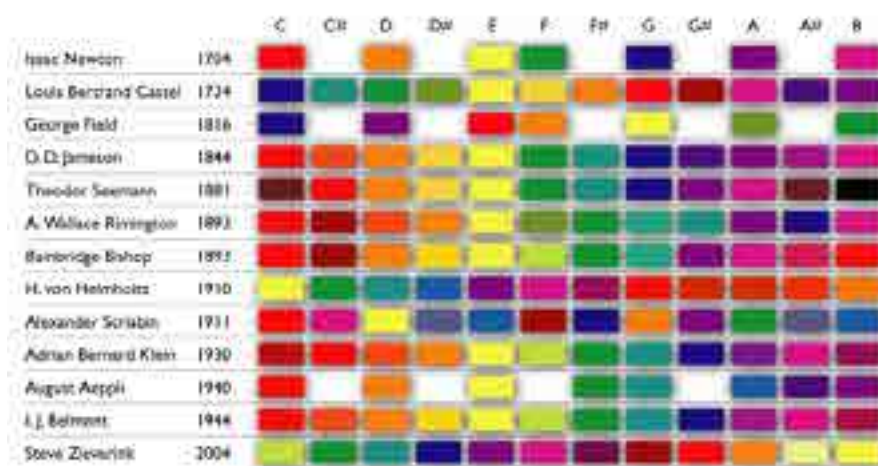 C C# D D# E F F# G G# A A# B
Isaac Newton 1704
Louis Bertrand Castel 1734
George Field 1816
D. D. Jameson 1844
Theodor Seemann 1881
A. Wallace Rimington 1893
Bainbridge Bishop 1893
H. von Helmholtz 1910
Alexander Scriabin 1911
Adrian Bernard Klein 1930
August Aeppli 1940
I. J. Belmont 1944
Steve Zieverink 2004